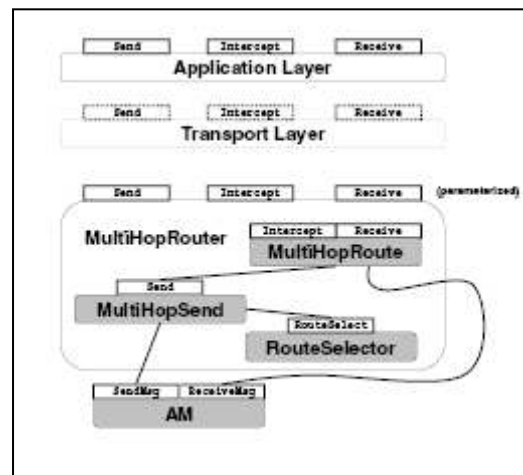 Send Intercept Receive
Application Layer
Send Intercept Receive
Transport Layer
Send Intercept Receive (parameterized)
MultiHopRouter
Intercept Receive
MultiHopRoute
Send
MultiHopSend
RouteSelect
RouteSelector
SendMsg ReceiveMsg
AM